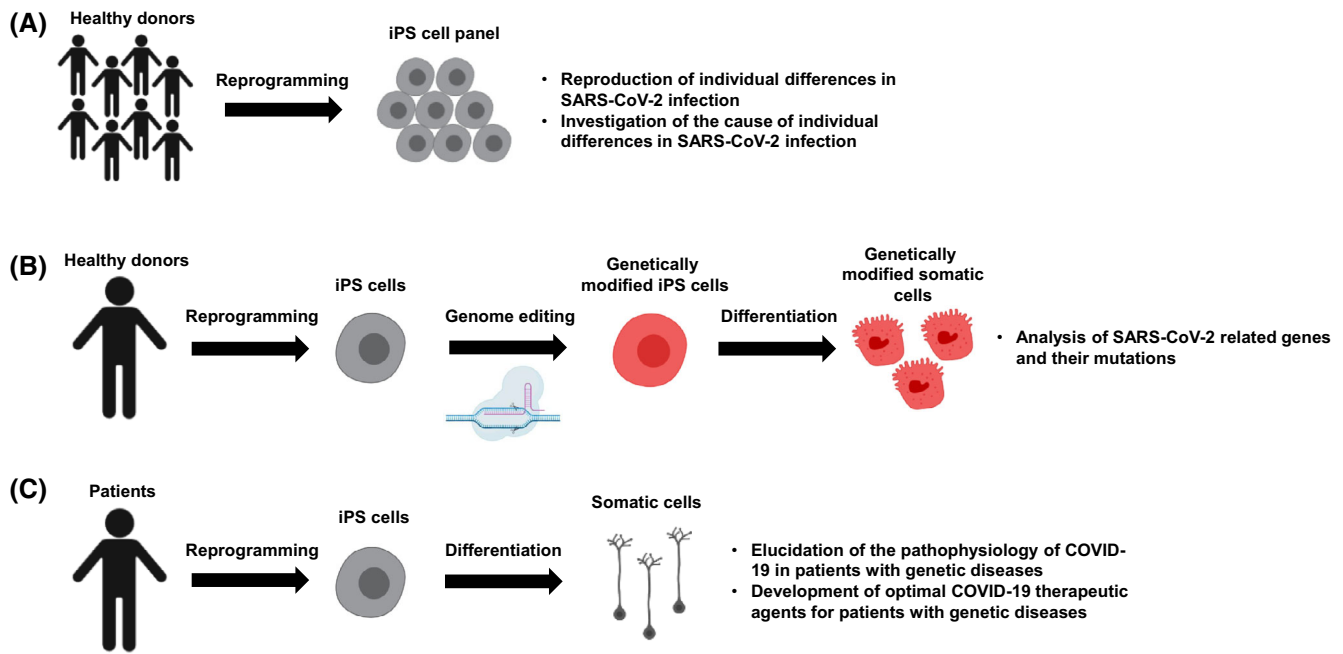 (A)
Healthy donors
Reprogramming
iPS cell panel
• Reproduction of individual differences in
SARS-CoV-2 infection
• Investigation of the cause of individual
differences in SARS-CoV-2 infection
(B)
Healthy donors
Reprogramming
iPS cells
Genome editing
Genetically
modified iPS cells
Differentiation
Genetically
modified somatic
cells
• Analysis of SARS-CoV-2 related genes
and their mutations
(C)
Patients
Reprogramming
iPS cells
Differentiation
Somatic cells
• Elucidation of the pathophysiology of COVID-
19 in patients with genetic diseases
• Development of optimal COVID-19 therapeutic
agents for patients with genetic diseases